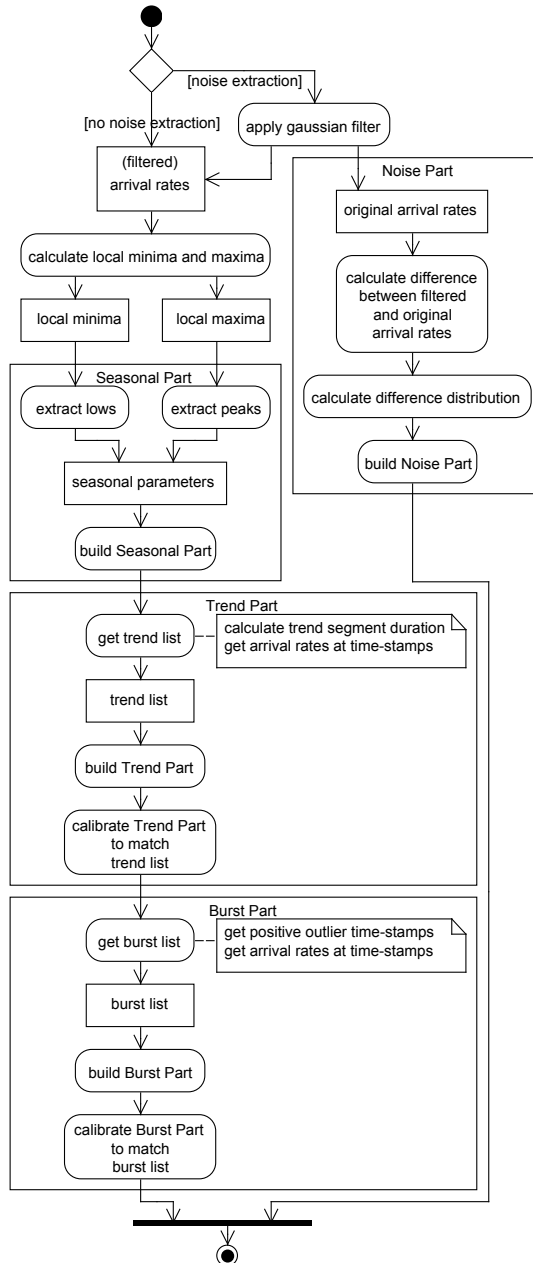 [noise extraction]
[no noise extraction]
apply gaussian filter
(filtered)
arrival rates
Noise Part
original arrival rates
calculate local minima and maxima
calculate difference
between filtered
and original
arrival rates
local minima
local maxima
Seasonal Part
extract lows
extract peaks
calculate difference distribution
build Noise Part
seasonal parameters
build Seasonal Part
Trend Part
get trend list
calculate trend segment duration
get arrival rates at time-stamps
trend list
build Trend Part
calibrate Trend Part
to match
trend list
Burst Part
get burst list
get positive outlier time-stamps
get arrival rates at time-stamps
burst list
build Burst Part
calibrate Burst Part
to match
burst list